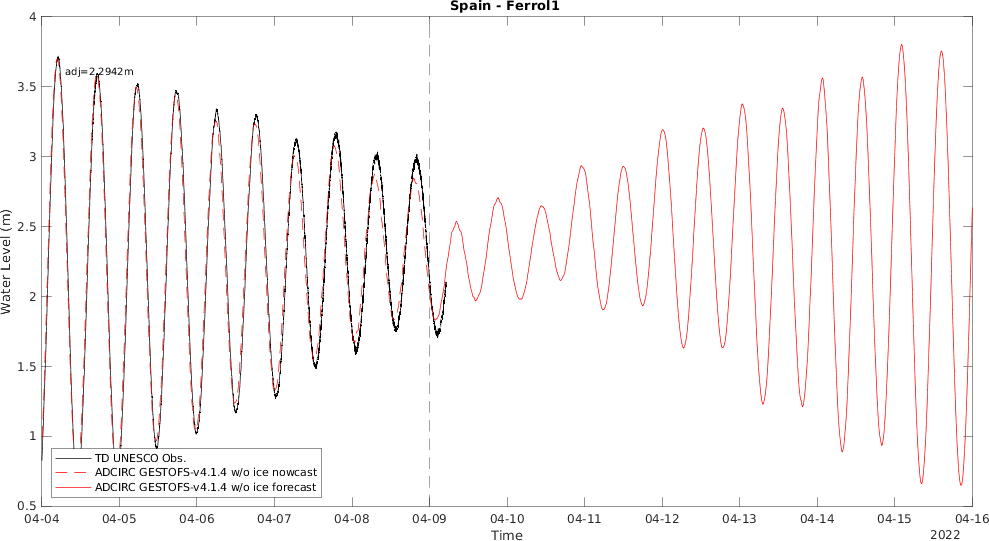 Spain - Ferrol1
4
adj=2.2942m
3.5
3
2.5
Water Level (m)
2
1.5
1
TD UNESCO Obs.
ADCIRC GESTOFS-v4.1.4 w/o ice nowcast
ADCIRC GESTOFS-v4.1.4 w/o ice forecast
0.5
04-04 04-05 04-06 04-07 04-08 04-09 04-10 04-11 04-12 04-13 04-14 04-15 04-16
Time
2022